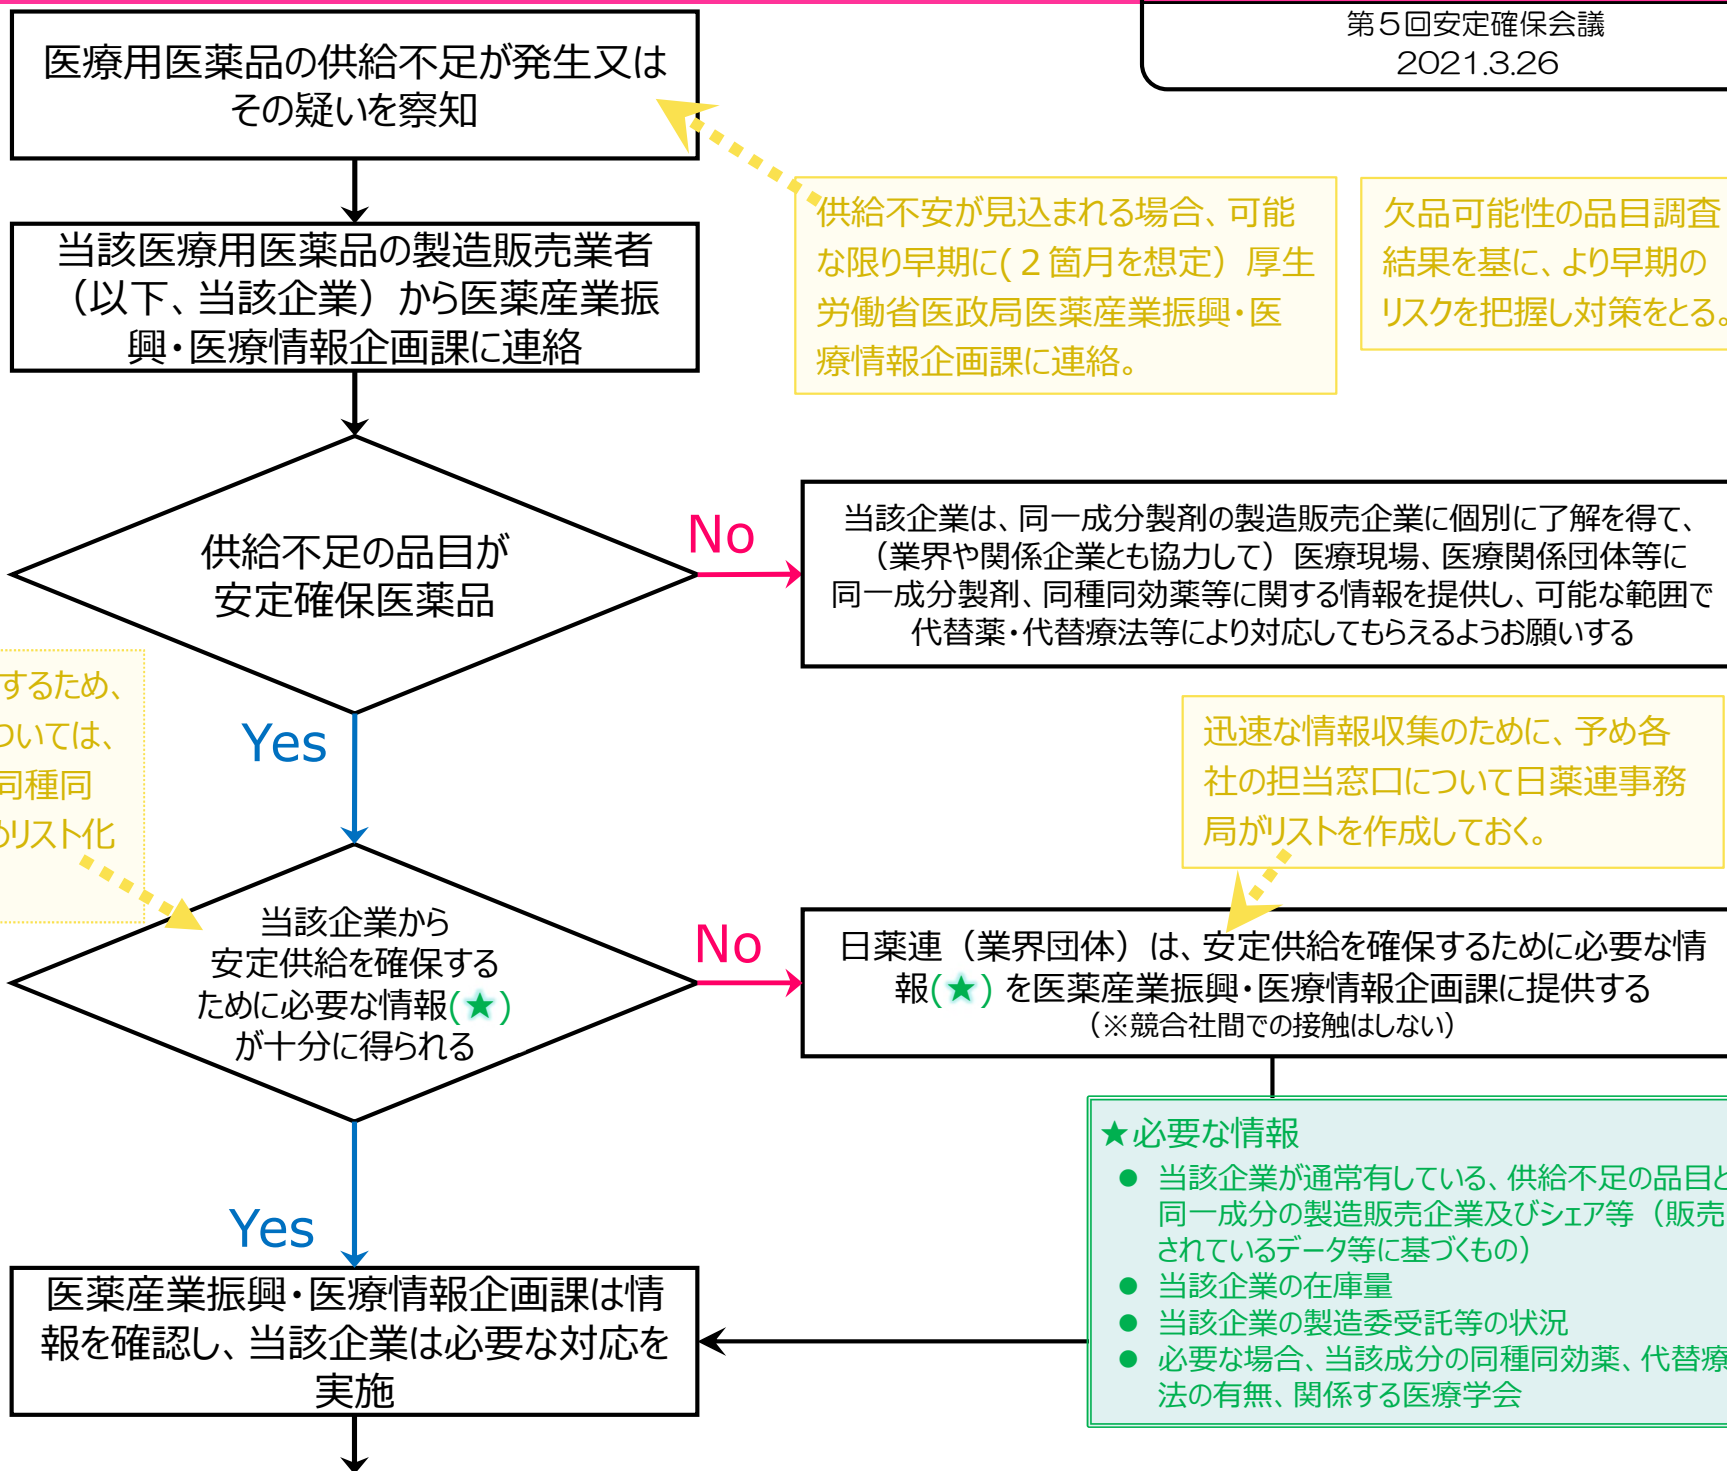 第５回安定確保会議
2021.3.26
医療用医薬品の供給不足が発生又は
その疑いを察知
供給不安が見込まれる場合、可能
な限り早期に(２箇月を想定）厚生
労働省医政局医薬産業振興・医
療情報企画課に連絡。
欠品可能性の品目調査
結果を基に、より早期の
リスクを把握し対策をとる。
当該医療用医薬品の製造販売業者
（以下、当該企業）から医薬産業振
興・医療情報企画課に連絡
供給不足の品目が
安定確保医薬品
No
当該企業は、同一成分製剤の製造販売企業に個別に了解を得て、
（業界や関係企業とも協力して）医療現場、医療関係団体等に
同一成分製剤、同種同効薬等に関する情報を提供し、可能な範囲で
代替薬・代替療法等により対応してもらえるようお願いする
するため、
ついては、
同種同
めリスト化
Yes
迅速な情報収集のために、予め各
社の担当窓口について日薬連事務
局がリストを作成しておく。
当該企業から
安定供給を確保する
ために必要な情報(★)
が十分に得られる
No
日薬連（業界団体）は、安定供給を確保するために必要な情
報(★)を医薬産業振興・医療情報企画課に提供する
（※競合社間での接触はしない）
★必要な情報
● 当該企業が通常有している、供給不足の品目と
同一成分の製造販売企業及びシェア等（販売
されているデータ等に基づくもの）
● 当該企業の在庫量
● 当該企業の製造委受託等の状況
● 必要な場合、当該成分の同種同効薬、代替療
法の有無、関係する医療学会
Yes
医薬産業振興・医療情報企画課は情
報を確認し、当該企業は必要な対応を
実施